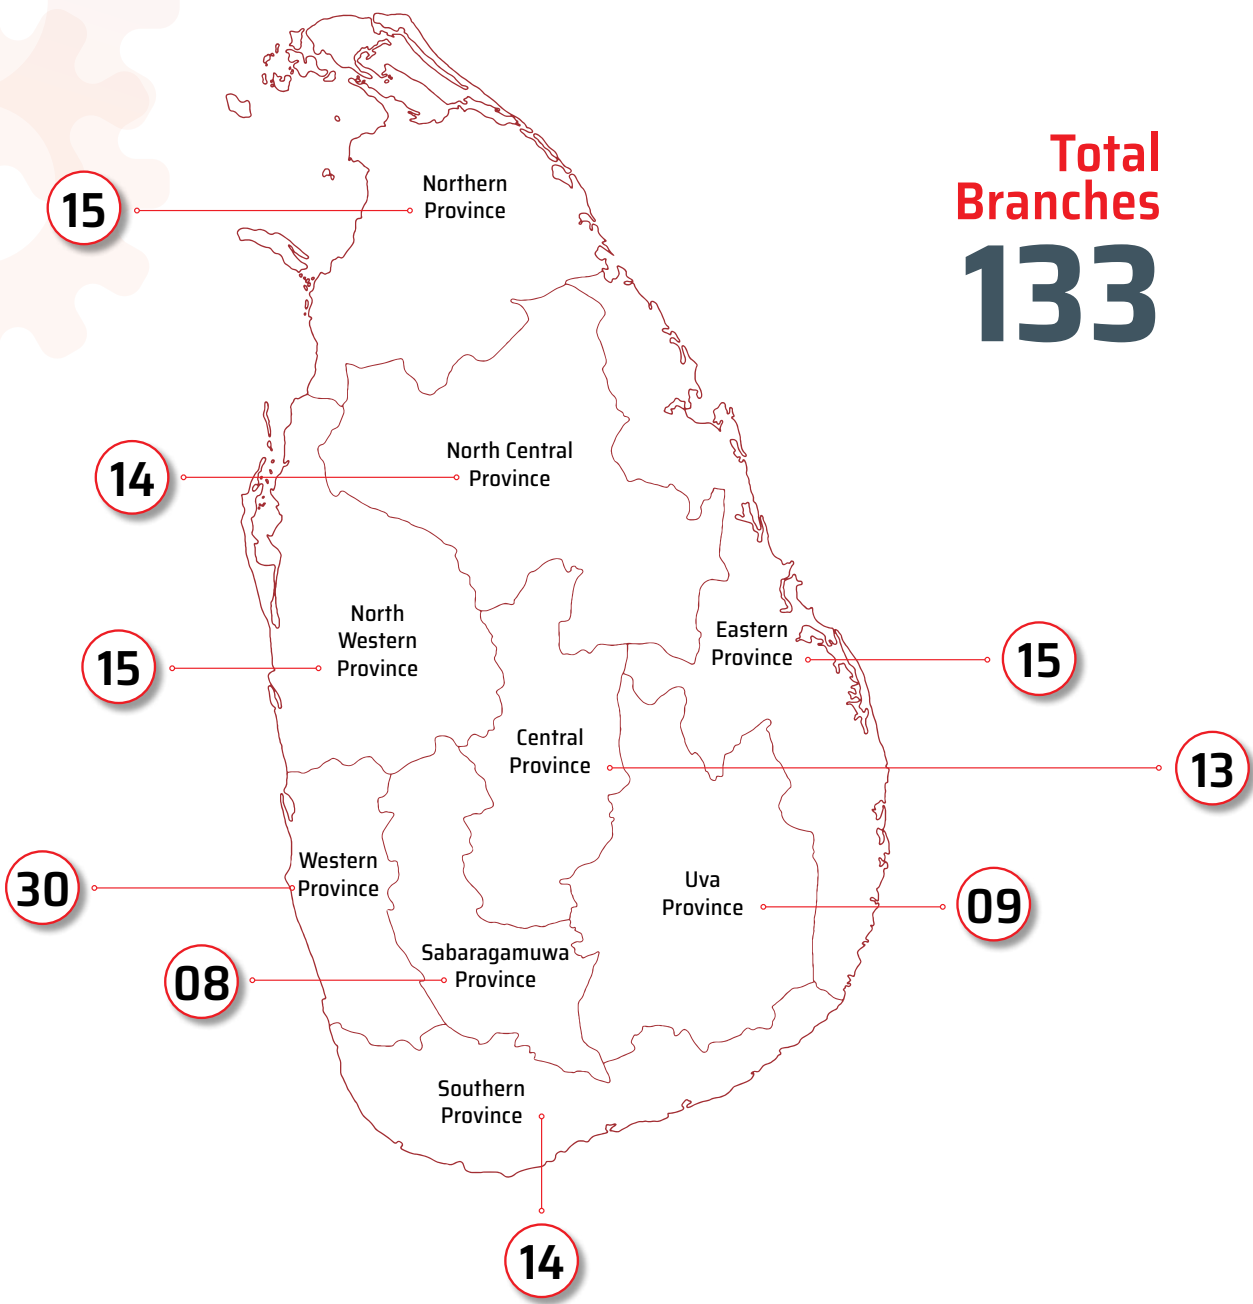 Total
Branches
133
Northern
Province
15
North Central
Province
14
North
Western
Province
15
Eastern
Province
15
Central
Province
13
Western
Province
30
Uva
Province
09
Sabaragamuwa
Province
08
Southern
Province
14